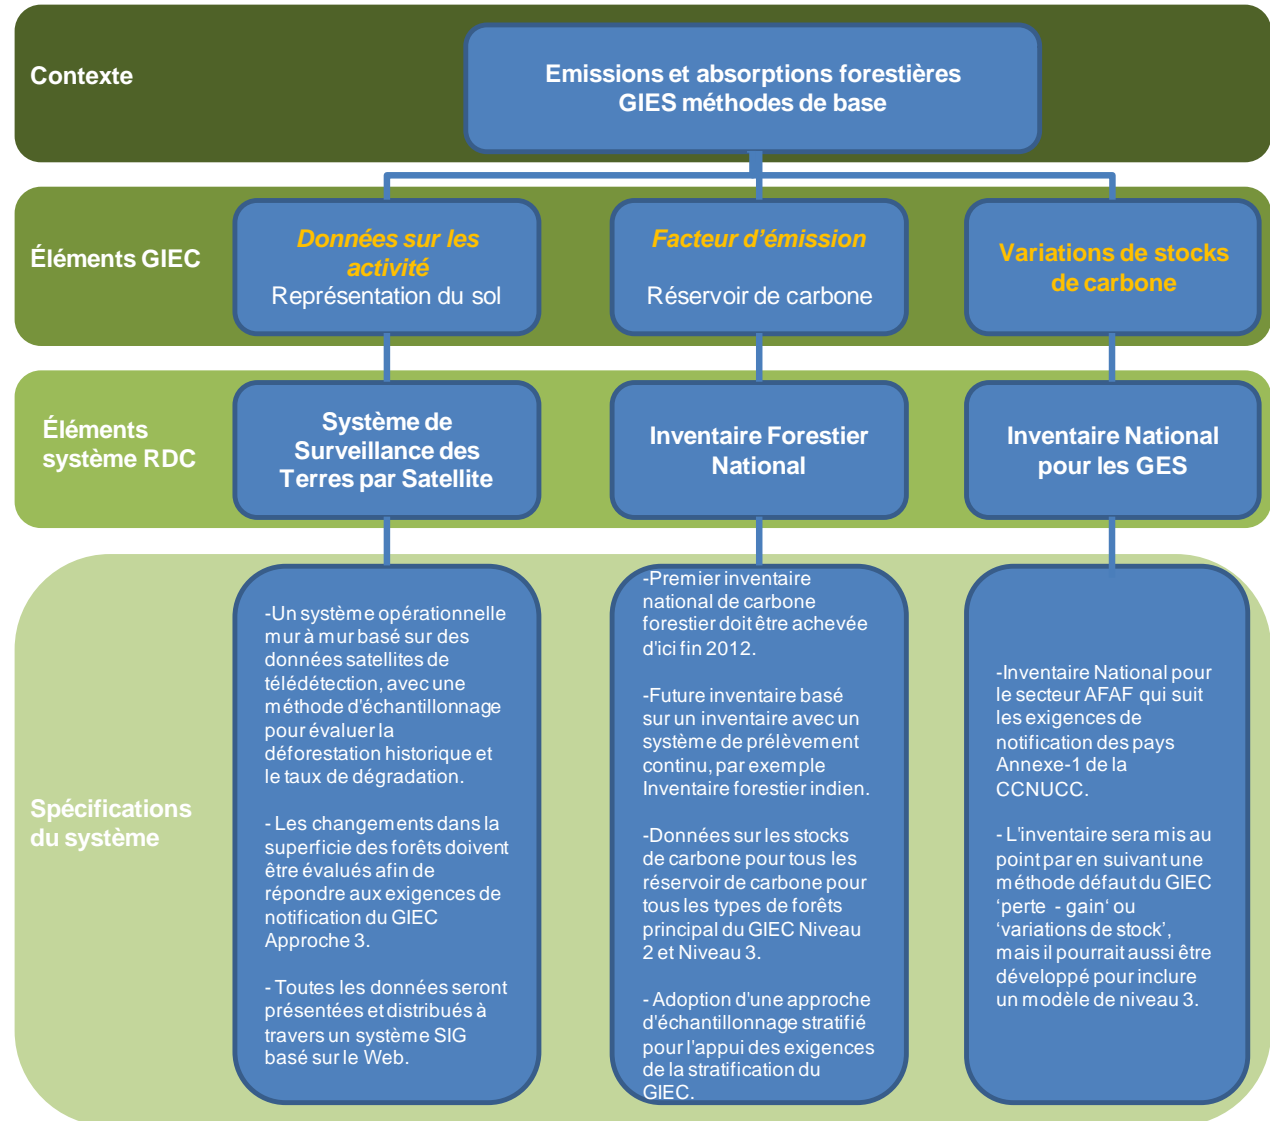 Contexte
Emissions et absorptions forestières
GIES méthodes de base
Éléments GIEC
Données sur les
activité
Représentation du sol
Facteur d'émission
Réservoir de carbone
Variations de stocks
de carbone
Éléments
système RDC
Système de
Surveillance des
Terres par Satellite
Inventaire Forestier
National
Inventaire National
pour les GES
Spécifications
du système
-Un système opérationnelle
mur à mur basé sur des
données satellites de
télédétection, avec une
méthode d'échantillonnage
pour évaluer la
déforestation historique et
le taux de dégradation.
- Les changements dans la
superficie des forêts doivent
être évalués afin de
répondre aux exigences de
notification du GIEC
Approche 3.
- Toutes les données seront
présentées et distribués à
travers un système SIG
basé sur le Web.
-Premier inventaire
national de carbone
forestier doit être achevée
d'ici fin 2012.
-Future inventaire basé
sur un inventaire avec un
système de prélèvement
continu, par exemple
Inventaire forestier indien.
-Données sur les stocks
de carbone pour tous les
réservoir de carbone pour
tous les types de forêts
principal du GIEC Niveau
2 et Niveau 3.
- Adoption d'une approche
d'échantillonnage stratifié
pour l'appui des exigences
de la stratification du
GIEC.
-Inventaire National pour
le secteur AFAF qui suit
les exigences de
notification des pays
Annexe-1 de la
CCNUCC.
- L'inventaire sera mis au
point par en suivant une
méthode défaut du GIEC
‘perte - gain‘ ou
‘variations de stock’,
mais il pourrait aussi être
développé pour inclure
un modèle de niveau 3.